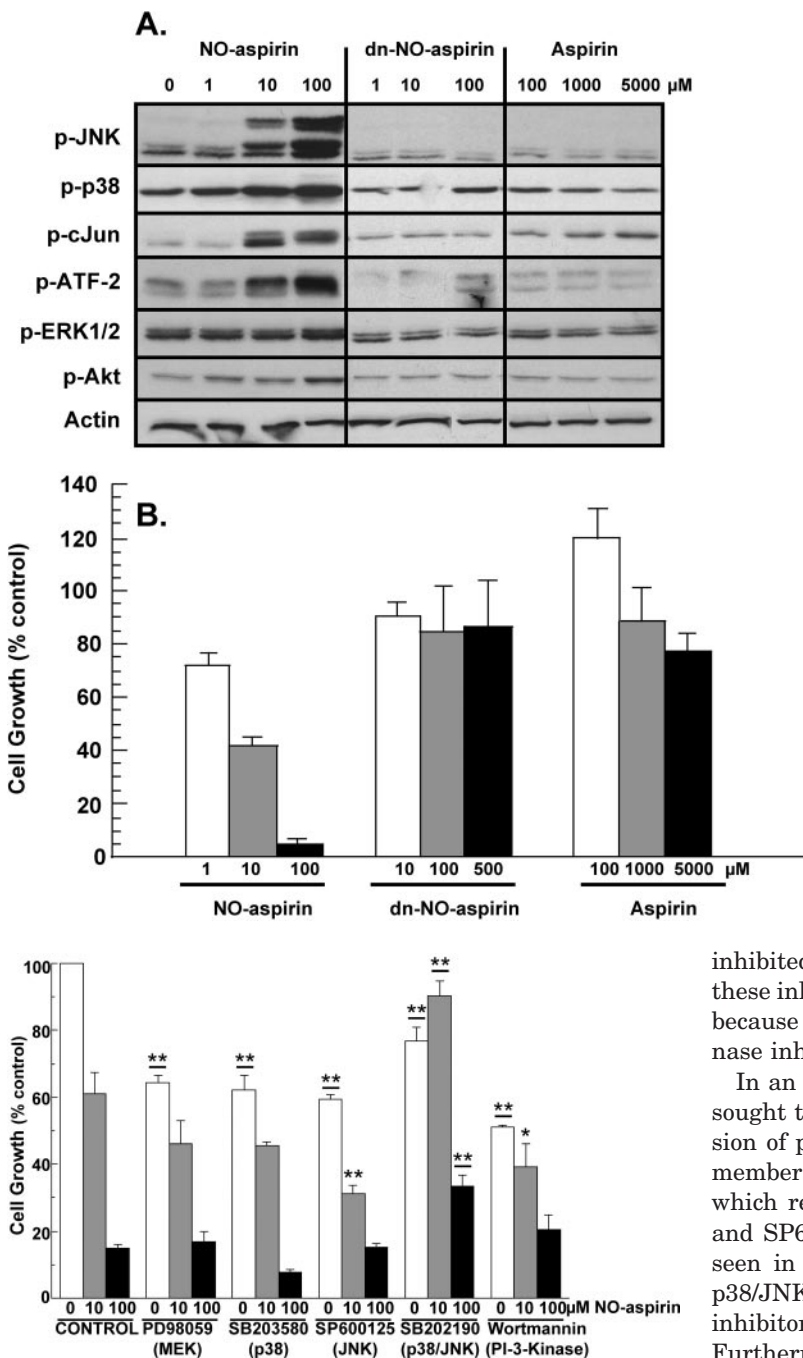 A.
NO-aspirin dn-NO-aspirin Aspirin
0 1 10 100 1 10 100 100 1000 5000 μM
p-JNK
p-p38
p-cJun
p-ATF-2
p-ERK1/2
p-Akt
Actin
B.
Cell Growth (% control)
140
120
100
80
60
40
20
0
1 10 100 10 100 500 100 1000 5000 μM
NO-aspirin dn-NO-aspirin Aspirin
Cell Growth (% control)
100
80
60
40
20
0
** ** ** ** ** ** ** ** *
0 10 100 0 10 100 0 10 100 0 10 100 0 10 100 0 10 100 μM NO-aspirin
CONTROL PD98059 SB203580 SP600125 SB202190 Wortmannin
(MEK) (p38) (JNK) (p38/JNK) (PI-3-Kinase)
inhibited
these inl
because
nase inh
In an
sought t
sion of p
member
which re
and SP6
seen in
p38/JNK
inhibitor
Furtherr